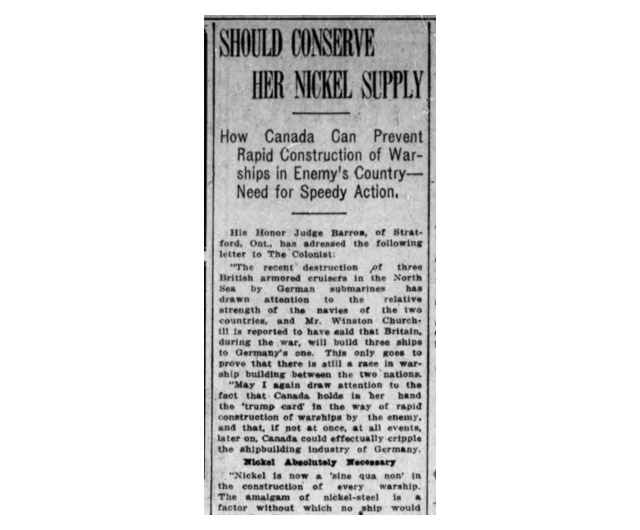 SHOULD CONSERVE
HER NICKEL SUPPLY
How Canada Can Prevent
Rapid Construction of War-
ships in Enemy's Country—
Need for Speedy Action.
His Honor Judge Barron, of Strat-
ford, Ont., has adressed the following
letter to The Colonist:
"The recent destruction of three
British armored cruisers in the North
Sea by German submarines has
drawn attention to the relative
strength of the navies of the two
countries, and Mr. Winston Church-
ill is reported to have said that Britain,
during the war, will build three ships
to Germany's one. This only goes to
prove that there is still a race in war-
ship building between the two nations.
"May I again draw attention to the
fact that Canada holds in her hand
the 'trump card' in the way of rapid
construction of warships by the enemy,
and that, if not at once, at all events,
later on, Canada could effectually cripple
the shipbuilding industry of Germany.
Nickel Absolutely Necessary
"Nickel is now a 'sine qua non' in
the construction of every warship.
The amalgam of nickel-steel is a
factor without which no ship would